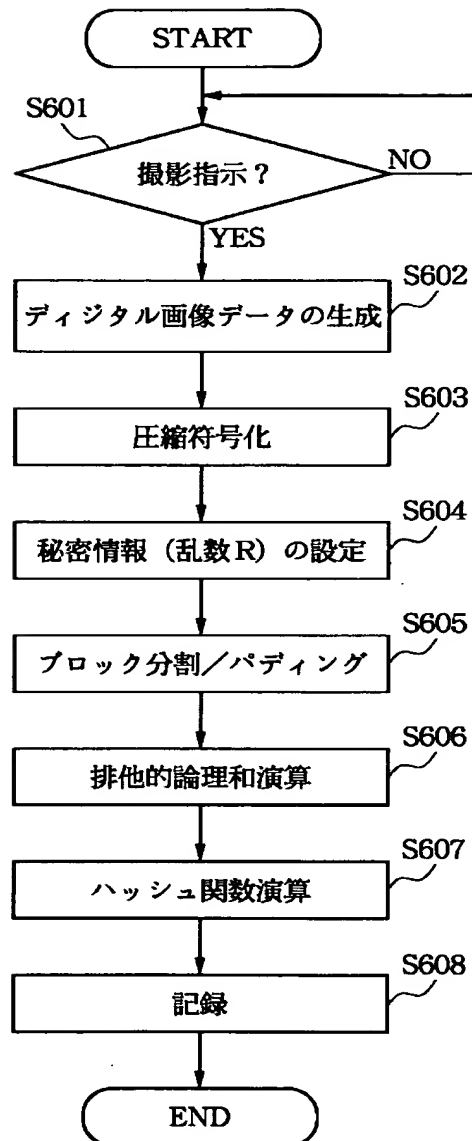 START
S601
撮影指示?
NO
YES
S602
ディジタル画像データの生成
S603
圧縮符号化
S604
秘密情報(乱数R)の設定
S605
ブロック分割/パディング
S606
排他的論理和演算
S607
ハッシュ関数演算
S608
記録
END